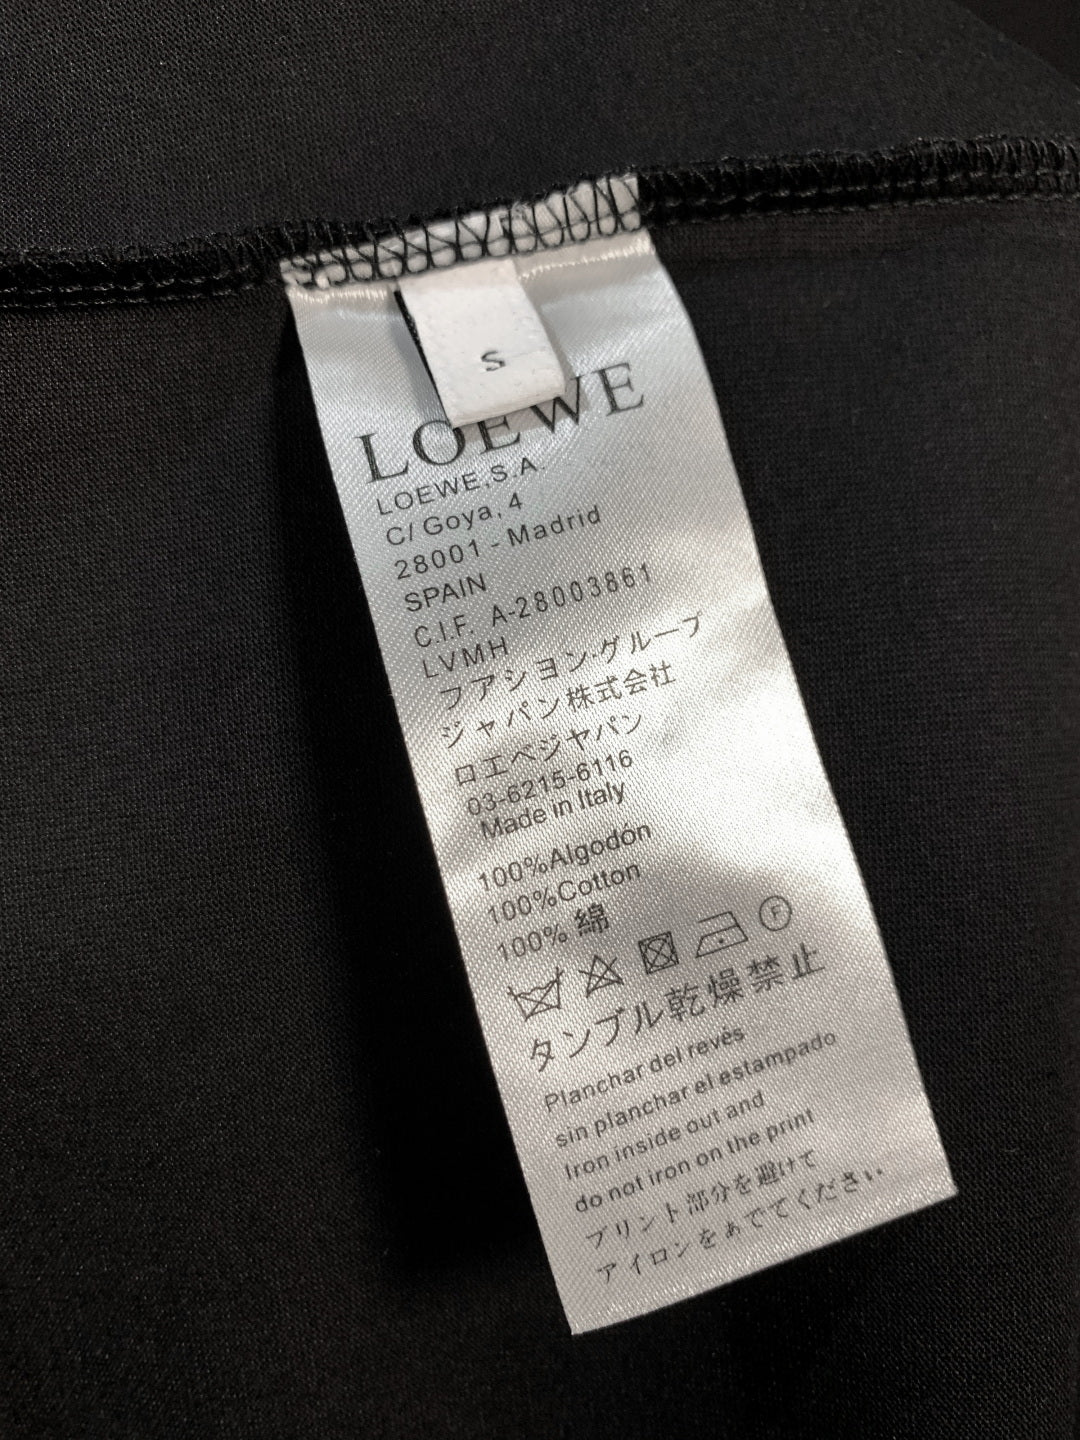 S
LOEWE
LOEWE,S.A.
C/ Goya, 4
28001 - Madrid
SPAIN
C.I.F. A-28003861
LVMH
フアシヨン・グループ
ジャパン株式会社
ロエベジヤパン
03-6215-6116
Made in Italy
100%Algodón
100%Cotton
100% 綿
F
タンブル乾燥禁止
Planchar del revés
sin planchar el estampado
Iron inside out and
do not iron on the print
プリント部分を避けて
アイロンをぁでてください